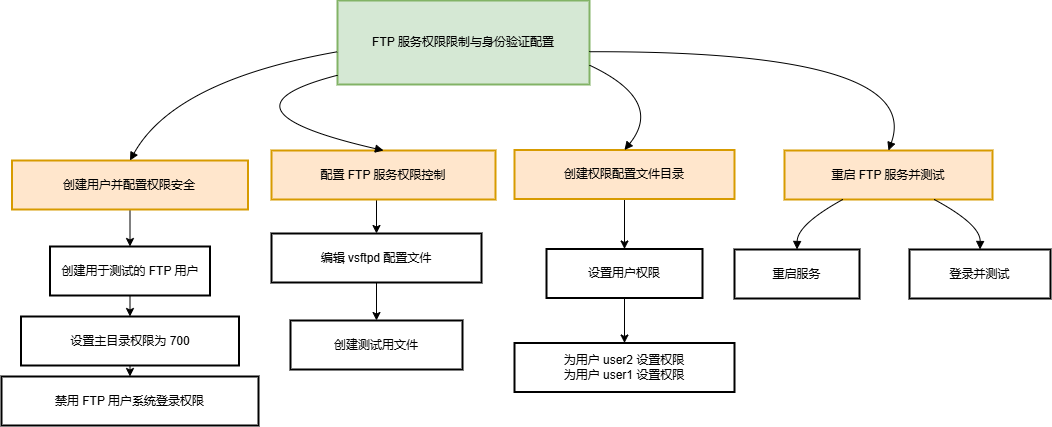 FTP 服务权限限制与身份验证配置
创建用户并配置权限安全
配置 FTP 服务权限控制
创建权限配置文件目录
重启 FTP 服务并测试
创建用于测试的 FTP 用户
编辑 vsftpd 配置文件
设置用户权限
重启服务
登录并测试
设置主目录权限为 700
创建测试用文件
为用户 user2 设置权限
为用户 user1 设置权限
禁用 FTP 用户系统登录权限